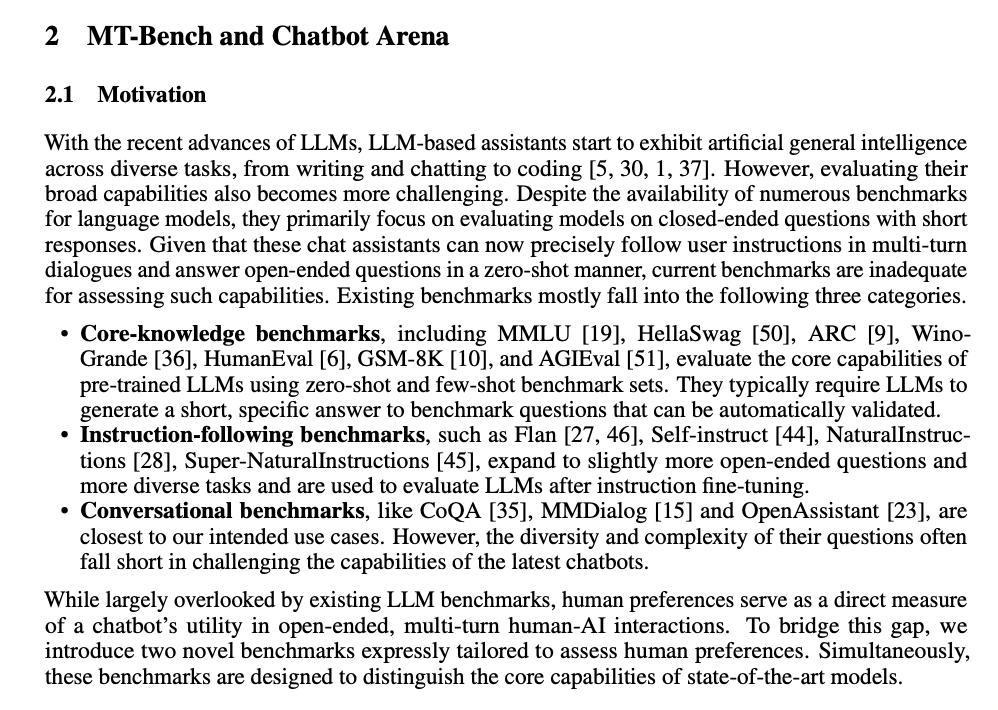 2 MT-Bench and Chatbot Arena
2.1 Motivation
With the recent advances of LLMs, LLM-based assistants start to exhibit artificial general intelligence
across diverse tasks, from writing and chatting to coding [5, 30, 1, 37]. However, evaluating their
broad capabilities also becomes more challenging. Despite the availability of numerous benchmarks
for language models, they primarily focus on evaluating models on closed-ended questions with short
responses. Given that these chat assistants can now precisely follow user instructions in multi-turn
dialogues and answer open-ended questions in a zero-shot manner, current benchmarks are inadequate
for assessing such capabilities. Existing benchmarks mostly fall into the following three categories.
• Core-knowledge benchmarks, including MMLU [19], HellaSwag [50], ARC [9], Wino-
Grande [36], HumanEval [6], GSM-8K [10], and AGIEval [51], evaluate the core capabilities of
pre-trained LLMs using zero-shot and few-shot benchmark sets. They typically require LLMs to
generate a short, specific answer to benchmark questions that can be automatically validated.
• Instruction-following benchmarks, such as Flan [27, 46], Self-instruct [44], NaturalInstruc-
tions [28], Super-NaturalInstructions [45], expand to slightly more open-ended questions and
more diverse tasks and are used to evaluate LLMs after instruction fine-tuning.
• Conversational benchmarks, like CoQA [35], MMDialog [15] and OpenAssistant [23], are
closest to our intended use cases. However, the diversity and complexity of their questions often
fall short in challenging the capabilities of the latest chatbots.
While largely overlooked by existing LLM benchmarks, human preferences serve as a direct measure
of a chatbot's utility in open-ended, multi-turn human-AI interactions. To bridge this gap, we
introduce two novel benchmarks expressly tailored to assess human preferences. Simultaneously,
these benchmarks are designed to distinguish the core capabilities of state-of-the-art models.